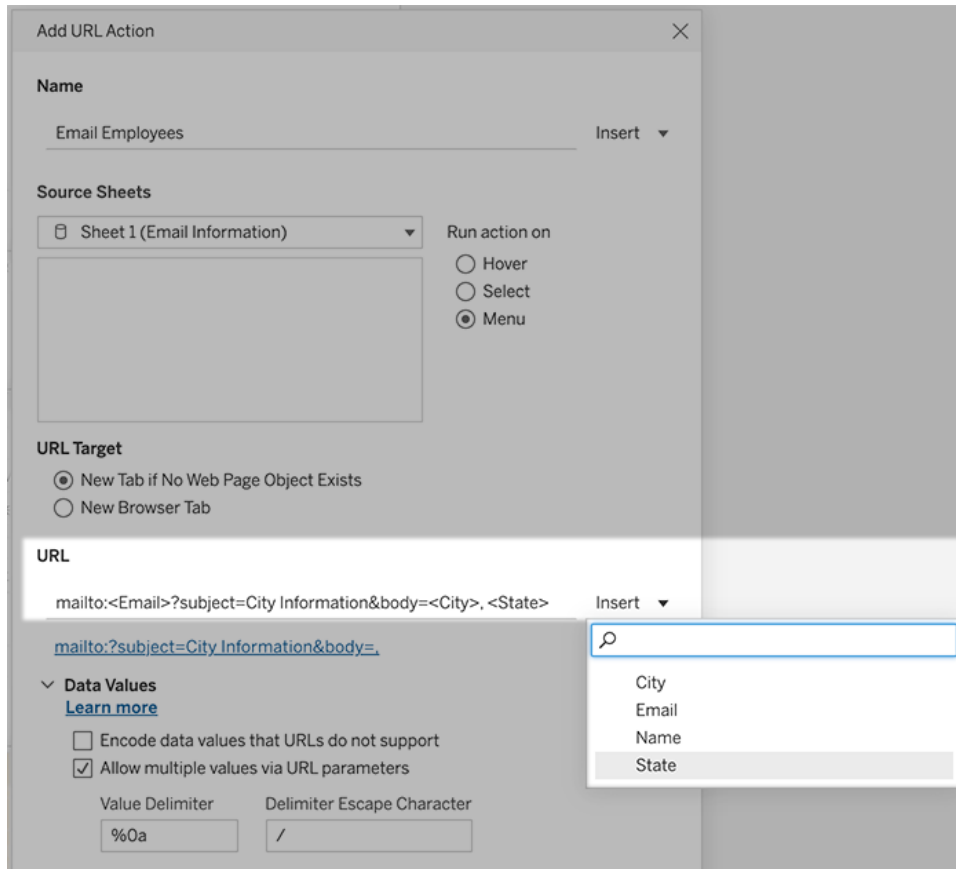 Add URL Action
Name
Email Employees
Insert
Source Sheets
Sheet 1 (Email Information)
Run action on
Hover
Select
Menu
URL Target
New Tab if No Web Page Object Exists
New Browser Tab
URL
mailto:<Email>?subject=City Information&body=<City>, <State>
Insert
mailto:?subject=City Information&body=,
City
Email
Name
State
Data Values
Learn more
Encode data values that URLs do not support
Allow multiple values via URL parameters
Value Delimiter
Delimiter Escape Character
%0a
/